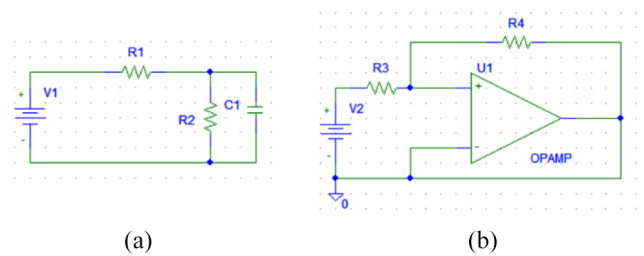 R1
+
V1
-
R2
C1
R4
R3
U1
+
+
V2
-
-
OPAMP
0
(a)
(b)